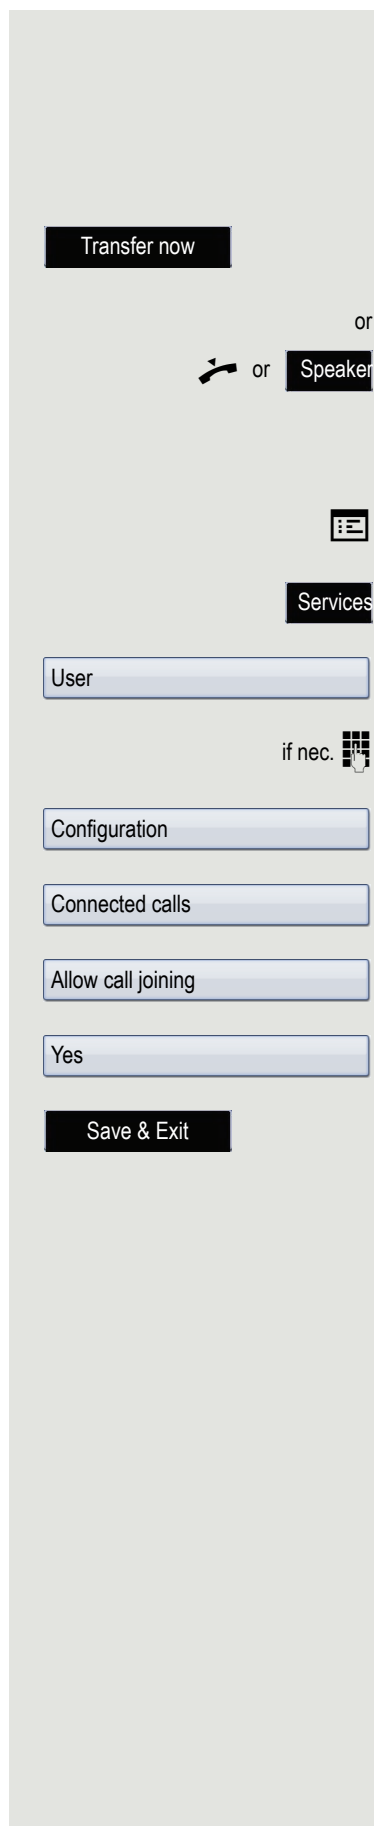 Transfer now
or
or Speaker
Services
User
if nec.
Configuration
Connected calls
Allow call joining
Yes
Save & Exit